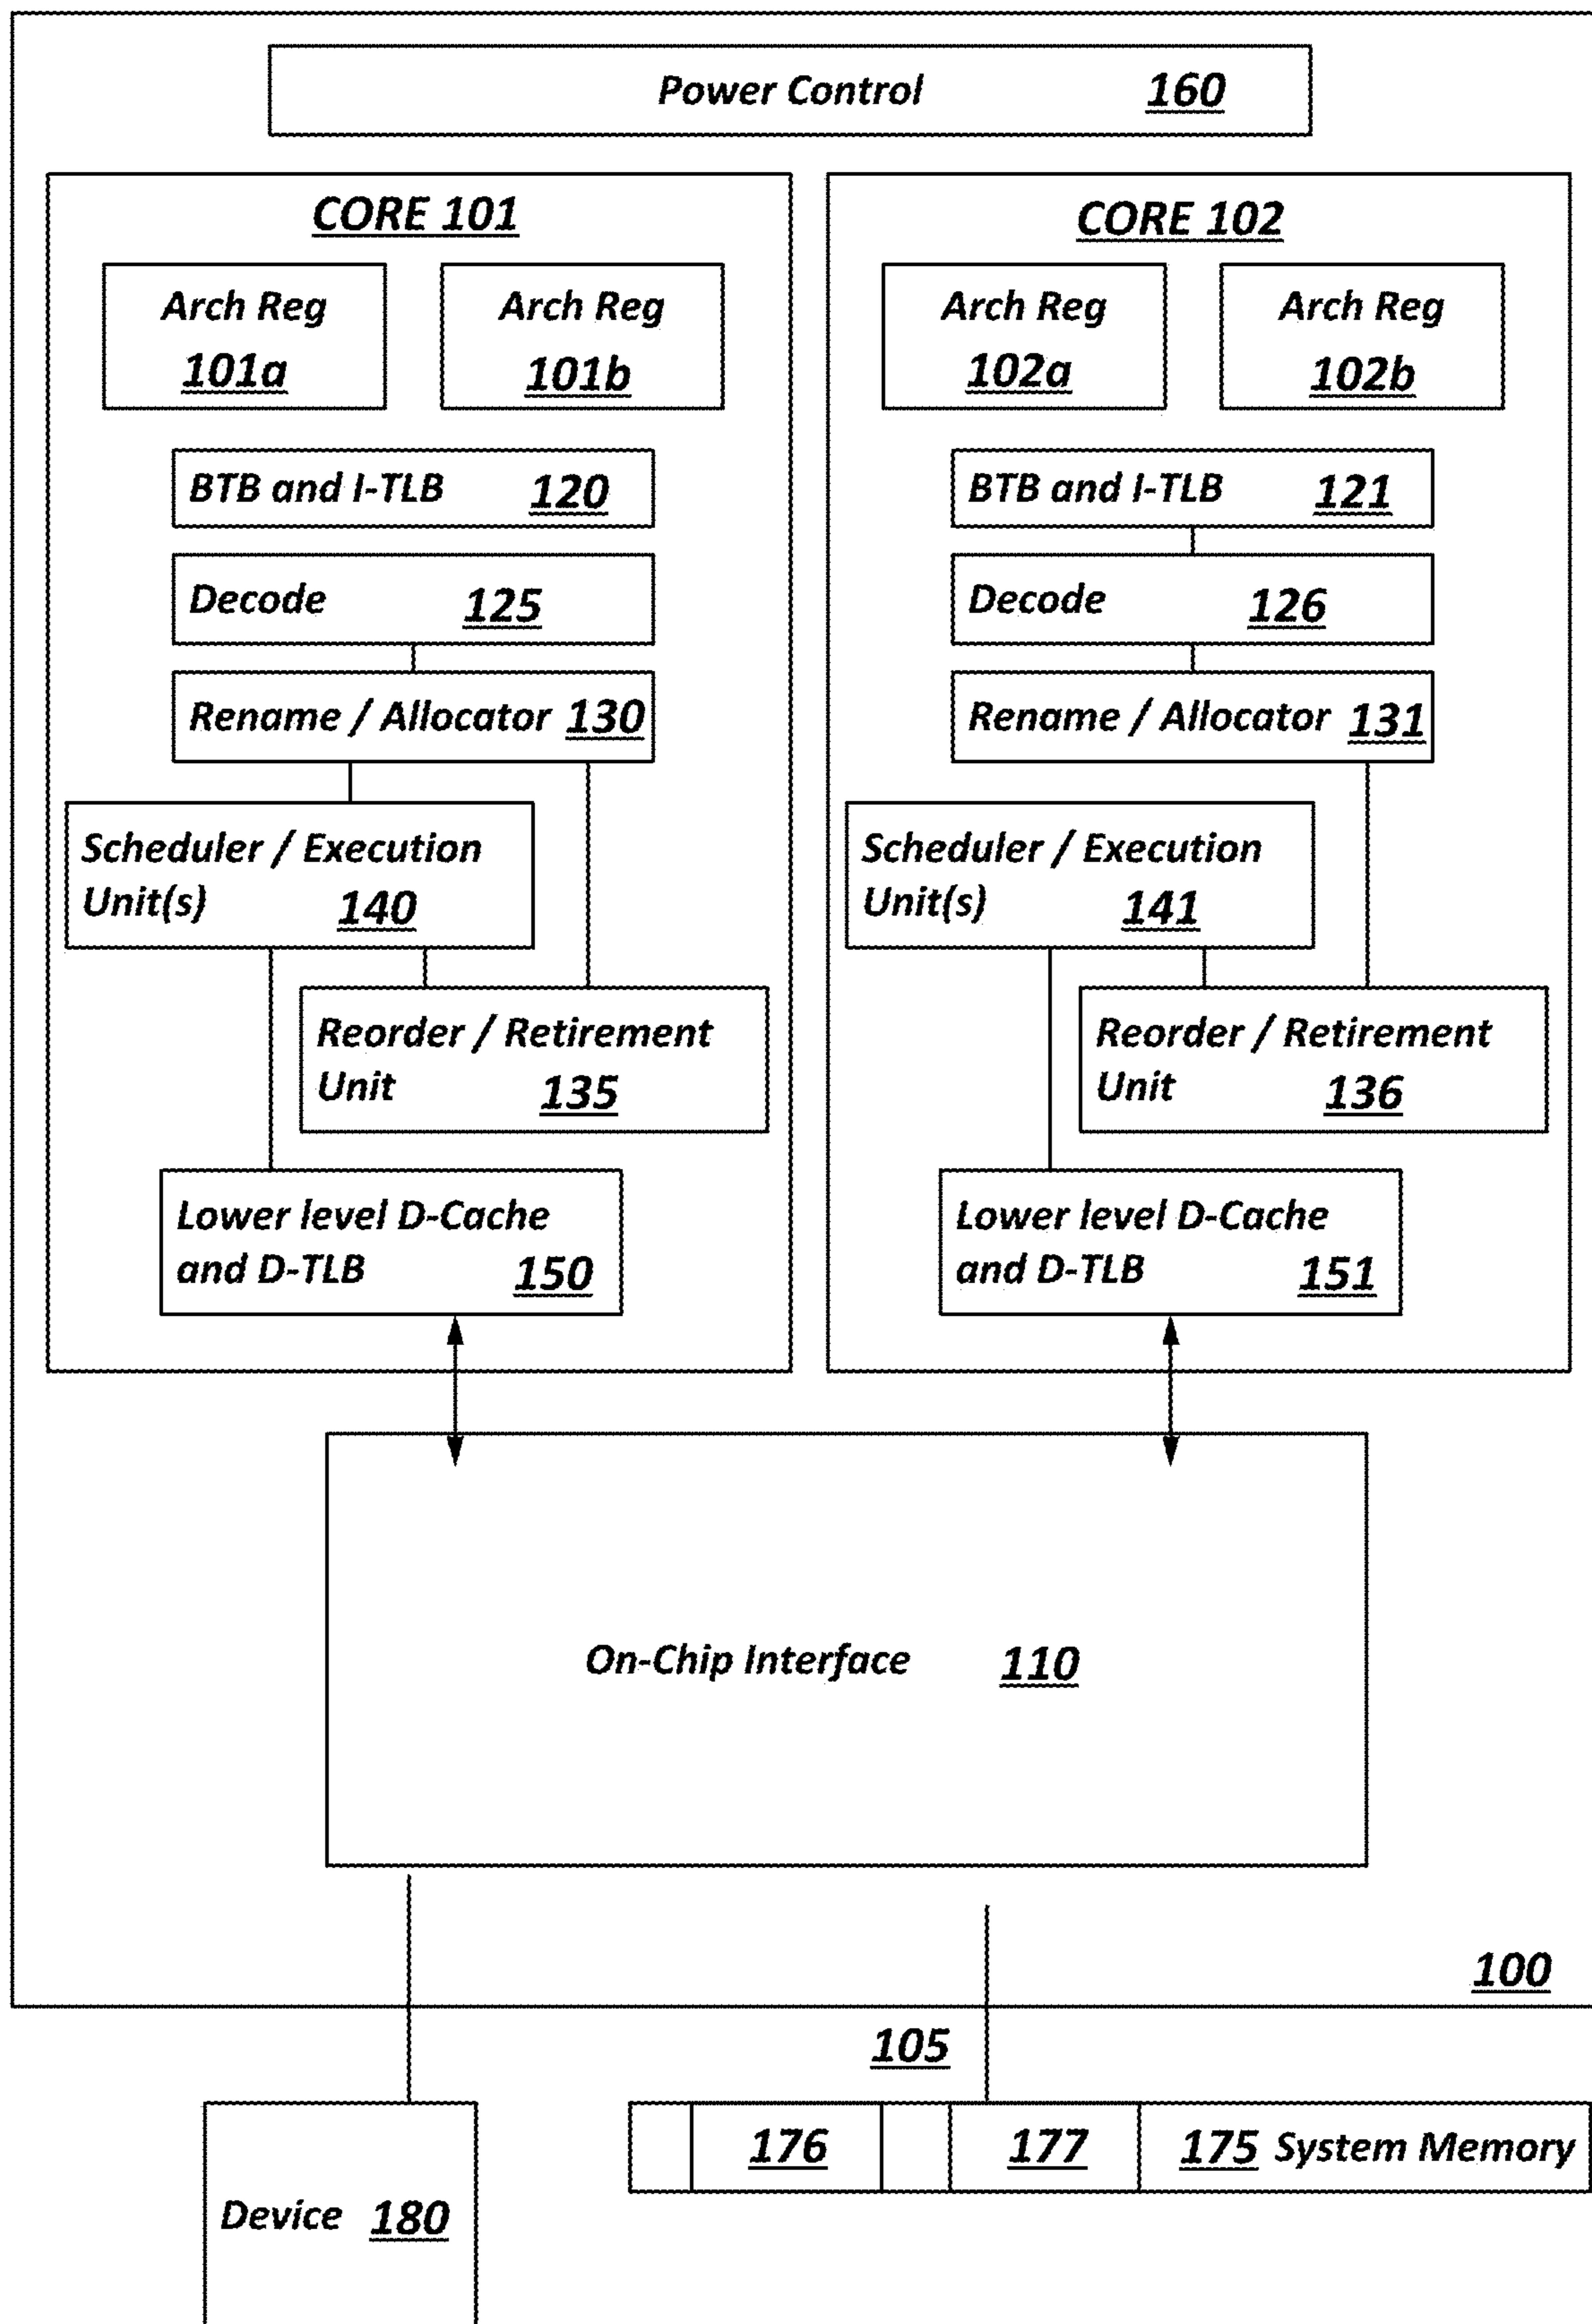 Power Control 160
CORE 101
Arch Reg
101a
Arch Reg
101b
BTB and I-TLB 120
Decode 125
Rename / Allocator 130
Scheduler / Execution
Unit(s) 140
Reorder / Retirement
Unit 135
Lower level D-Cache
and D-TLB 150
CORE 102
Arch Reg
102a
Arch Reg
102b
BTB and I-TLB 121
Decode 126
Rename / Allocator 131
Scheduler / Execution
Unit(s) 141
Reorder / Retirement
Unit 136
Lower level D-Cache
and D-TLB 151
On-Chip Interface 110
100
105
176 177 175 System Memory
Device 180